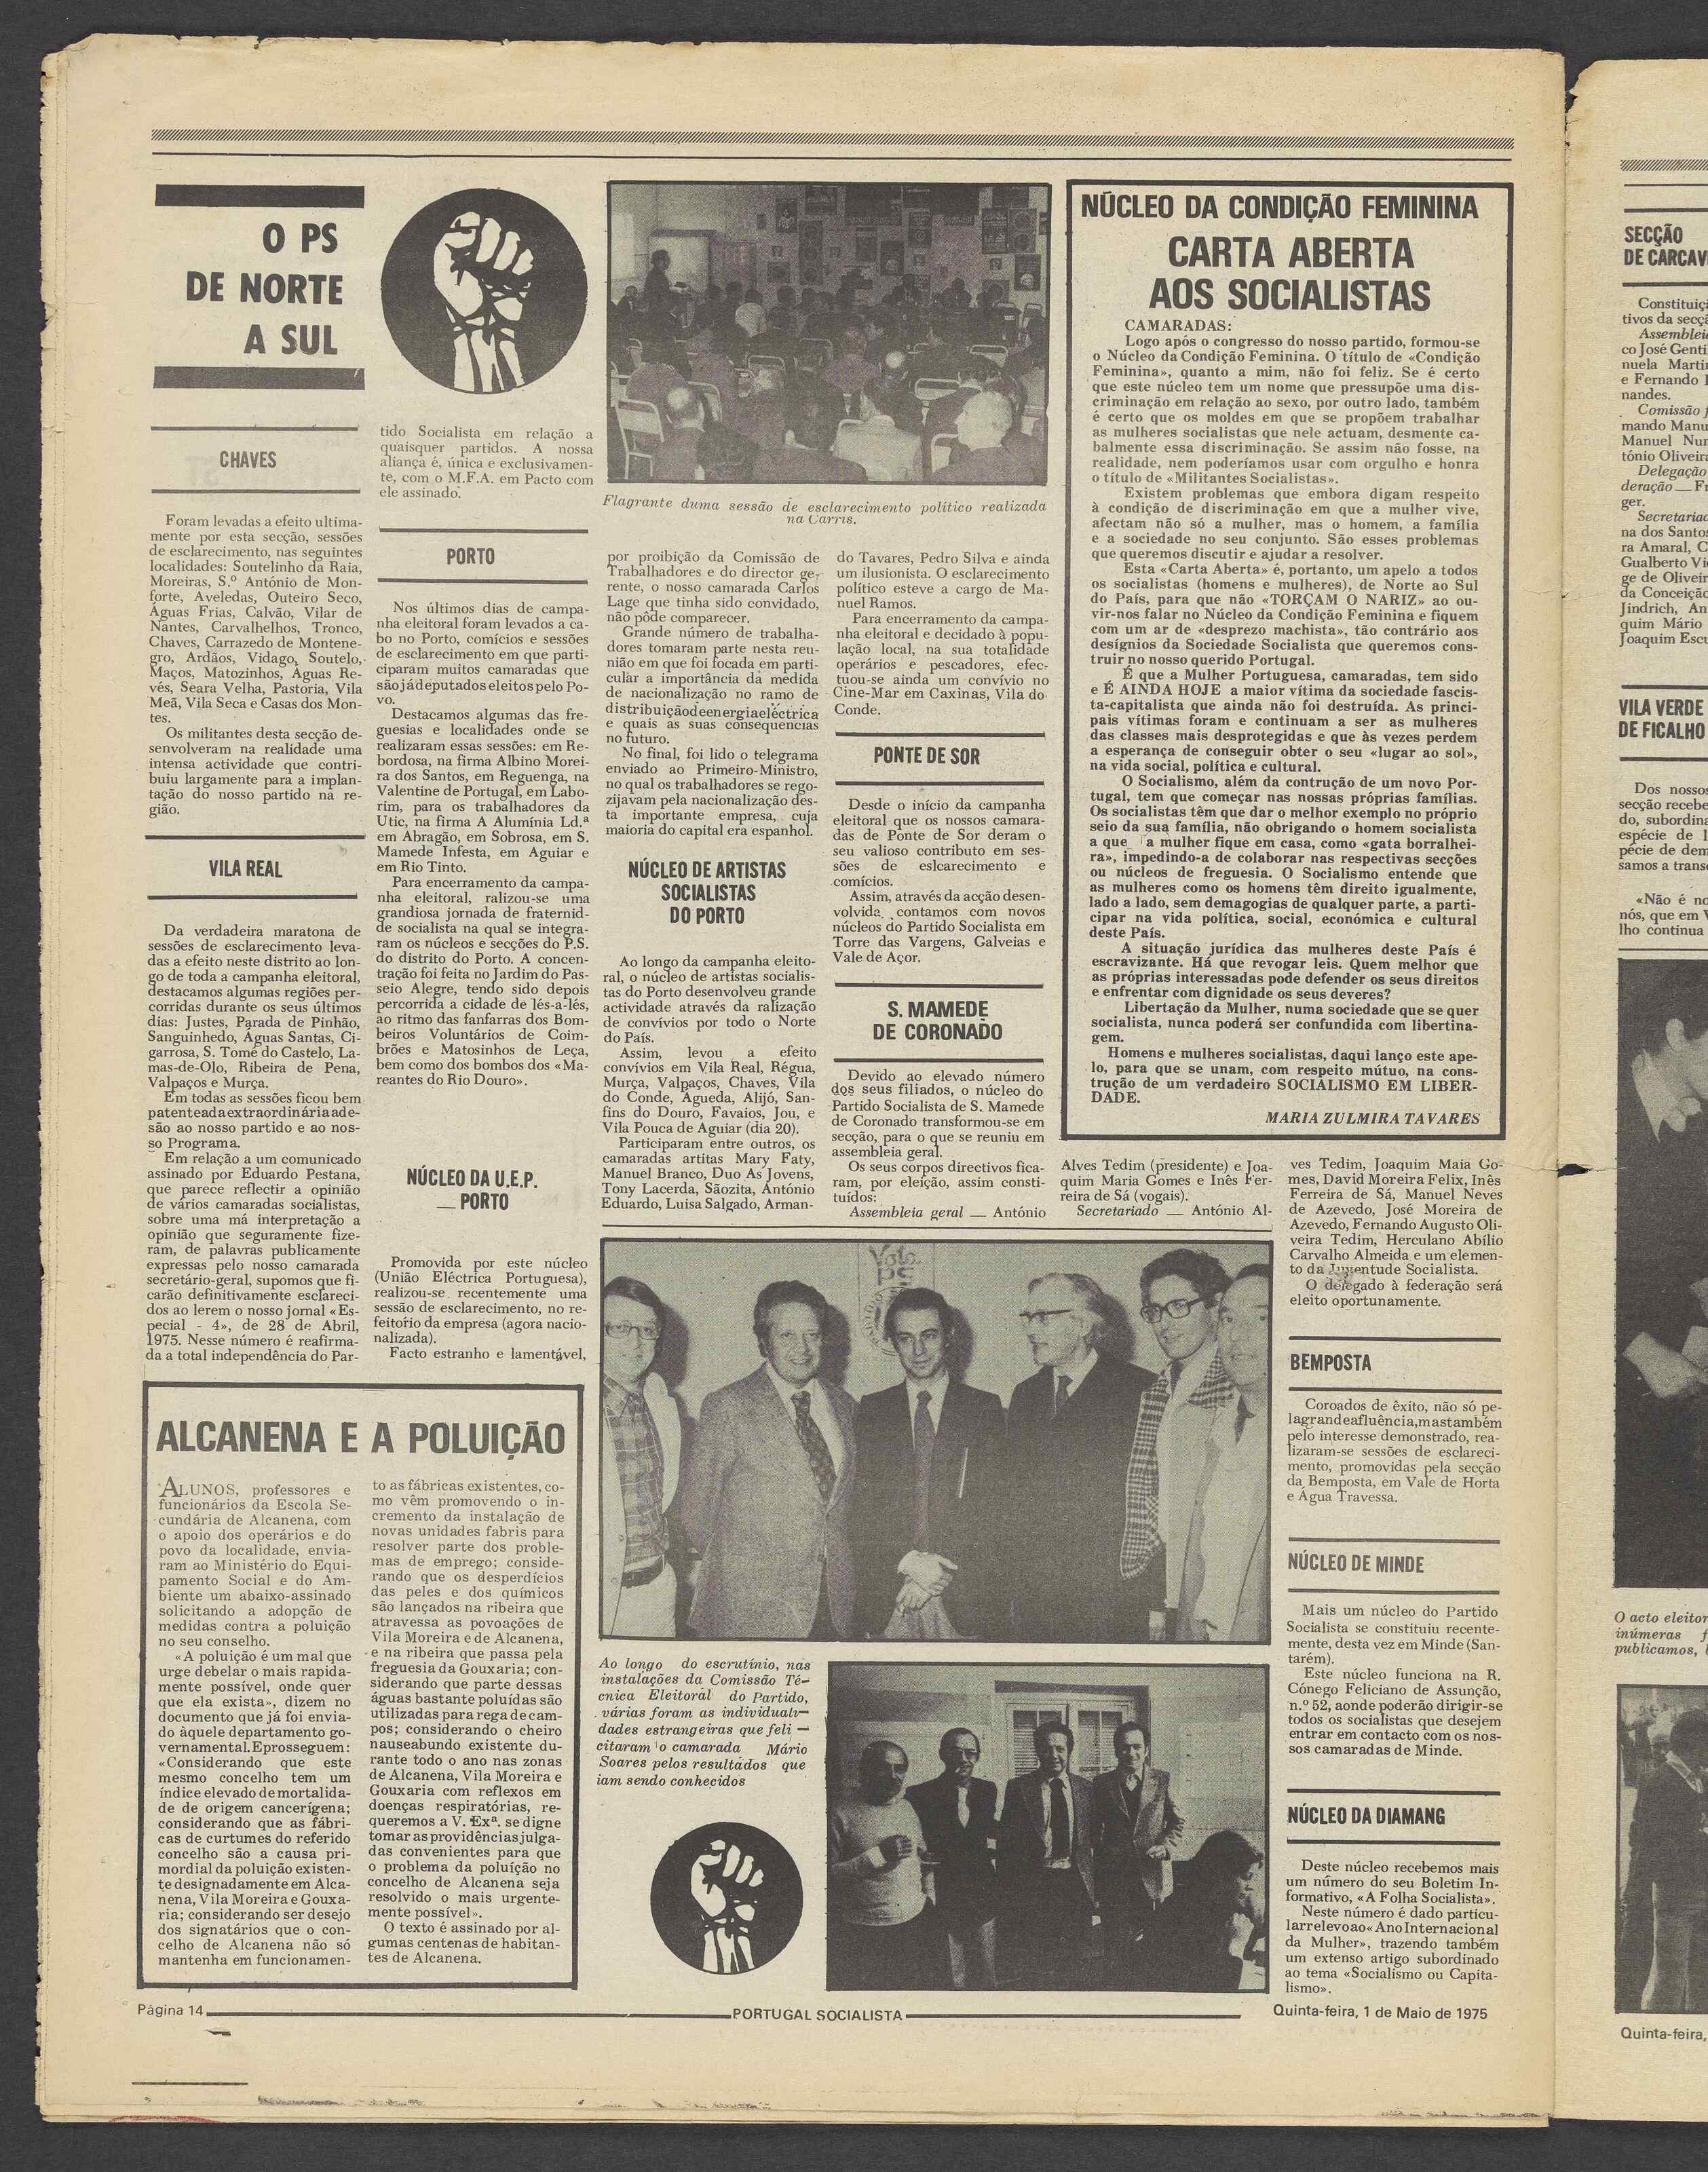 O PS
DE NORTE
A SUL
CHAVES
Foram levadas a efeito ultima-
mente por esta secção, sessões
de esclarecimento, nas seguintes
localidades: Soutelinho da Raia,
Moreiras, S.º António de Mon-
forte, Aveledas, Outeiro Seco,
Águas Frias, Calvão, Vilar de
Nantes, Carvalhelhos, Tronco,
Chaves, Carrazedo de Montene-
gro, Ardãos, Vidago, Soutelo,
Maços, Matozinhos, Águas Re-
vés, Seara Velha, Pastoria, Vila
Meã, Vila Seca e Casas dos Mon-
tes.
Os militantes desta secção de-
senvolveram na realidade uma
intensa actividade que contri-
buiu largamente para a implan-
tação do nosso partido na re-
gião.
VILA REAL
Da verdadeira maratona de
sessões de esclarecimento leva-
das a efeito neste distrito ao lon-
go de toda a campanha eleitoral,
destacamos algumas regiões per-
corridas durante os seus últimos
dias: Justes, Parada de Pinhão,
Sanguinhedo, Águas Santas, Ci-
garrosa, S. Tomé do Castelo, La-
mas-de-Olo, Ribeira de Pena,
Valpaços e Murça.
Em todas as sessões ficou bem
patenteada extraordinária ade-
são ao nosso partido e ao nos-
so Programa.
Em relação a um comunicado
assinado por Eduardo Pestana,
que parece reflectir a opinião
de vários camaradas socialistas,
sobre uma má interpretação a
opinião que seguramente fize-
ram, de palavras publicamente
expressas pelo nosso camarada
secretário-geral, supomos que fi-
carão definitivamente esclareci-
dos ao lerem o nosso jornal «Es-
pecial - 4», de 28 de Abril,
1975. Nesse número é reafirma-
da a total independência do Par-
tido Socialista em relação a
quaisquer partidos. A nossa
aliança é, única e exclusivamen-
te, com o M.F.A. em Pacto com
ele assinado.
PORTO
Nos últimos dias de campa-
nha eleitoral foram levados a ca-
bo no Porto, comícios e sessões
de esclarecimento em que parti-
ciparam muitos camaradas que
são já deputados eleitos pelo Po-
vo.
Destacamos algumas das fre-
guesias e localidades onde se
realizaram essas sessões: em Re-
bordosa, na firma Albino Morei-
ra dos Santos, em Reguenga, na
Valentine de Portugal, em Labo-
rim, para os trabalhadores da
Utic, na firma A Alumínia Ld.ª
em Abragão, em Sobrosa, em S.
Mamede Infesta, em Aguiar e
em Rio Tinto.
Para encerramento da campa-
nha eleitoral, ralizou-se uma
grandiosa jornada de fraternid-
de socialista na qual se integra-
ram os núcleos e secções do P.S.
do distrito do Porto. A concen-
tração foi feita no Jardim do Pas-
seio Alegre, tendo sido depois
percorrida a cidade de lés-a-lés,
ao ritmo das fanfarras dos Bom-
beiros Voluntários de Coim-
brões e Matosinhos de Leça,
bem como dos bombos dos «Ma-
reantes do Rio Douro».
NÚCLEO DA U.E.P.
— PORTO
Promovida por este núcleo
(União Eléctrica Portuguesa),
realizou-se recentemente uma
sessão de esclarecimento, no re-
feitorio da empresa (agora nacio-
nalizada).
Facto estranho e lamentável,
Flagrante duma sessão de esclarecimento político realizada
na Carris.
por proibição da Comissão de
Trabalhadores e do director ge-
rente, o nosso camarada Carlos
Lage que tinha sido convidado,
não pôde comparecer.
Grande número de trabalha-
dores tomaram parte nesta reu-
nião em que foi focada em parti-
cular a importância da medida
de nacionalização no ramo de
distribuição de energia eléctrica
e quais as suas consequencias
no futuro.
No final, foi lido o telegrama
enviado ao Primeiro-Ministro,
no qual os trabalhadores se rego-
zijavam pela nacionalização des-
ta importante empresa, cuja
maioria do capital era espanhol.
NÚCLEO DE ARTISTAS
SOCIALISTAS
DO PORTO
Ao longo da campanha eleito-
ral, o núcleo de artistas socialis-
tas do Porto desenvolveu grande
actividade através da ralização
de convívios por todo o Norte
do País.
Assim, levou a efeito
convívios em Vila Real, Régua,
Murça, Valpaços, Chaves, Vila
do Conde, Agueda, Alijó, San-
fins do Douro, Favaios, Jou, e
Vila Pouca de Aguiar (dia 20).
Participaram entre outros, os
camaradas artitas Mary Faty,
Manuel Branco, Duo As Jovens,
Tony Lacerda, Sãozita, António
Eduardo, Luisa Salgado, Arman-
do Tavares, Pedro Silva e ainda
um ilusionista. O esclarecimento
político esteve a cargo de Ma-
nuel Ramos.
Para encerramento da campa-
nha eleitoral e decidado à popu-
lação local, na sua totalidade
operários e pescadores, efec-
tuou-se ainda um convívio no
Cine-Mar em Caxinas, Vila do
Conde.
PONTE DE SOR
Desde o início da campanha
eleitoral que os nossos camara-
das de Ponte de Sor deram o
seu valioso contributo em ses-
sões de eslcarecimento e
comícios.
Assim, através da acção desen-
volvida, contamos com novos
núcleos do Partido Socialista em
Torre das Vargens, Galveias e
Vale de Açor.
S. MAMEDE
DE CORONADO
Devido ao elevado número
dos seus filiados, o núcleo do
Partido Socialista de S. Mamede
de Coronado transformou-se em
secção, para o que se reuniu em
assembleia geral.
Os seus corpos directivos fica-
ram, por eleição, assim consti-
tuídos:
Assembleia geral — António
Alves Tedim (presidente) e Joa-
quim Maria Gomes e Inês Fer-
reira de Sá (vogais).
Secretariado — António Al-
ves Tedim, Joaquim Maia Go-
mes, David Moreira Felix, Inês
Ferreira de Sá, Manuel Neves
de Azevedo, José Moreira de
Azevedo, Fernando Augusto Oli-
veira Tedim, Herculano Abílio
Carvalho Almeida e um elemen-
to da Juventude Socialista.
O delegado à federação será
eleito oportunamente.
NÚCLEO DA CONDIÇÃO FEMININA
CARTA ABERTA
AOS SOCIALISTAS
CAMARADAS:
Logo após o congresso do nosso partido, formou-se
o Núcleo da Condição Feminina. O título de «Condição
Feminina», quanto a mim, não foi feliz. Se é certo
que este núcleo tem um nome que pressupõe uma dis-
criminação em relação ao sexo, por outro lado, também
é certo que os moldes em que se propõem trabalhar
as mulheres socialistas que nele actuam, desmente ca-
balmente essa discriminação. Se assim não fosse, na
realidade, nem poderíamos usar com orgulho e honra
o título de «Militantes Socialistas».
Existem problemas que embora digam respeito
à condição de discriminação em que a mulher vive,
afectam não só a mulher, mas o homem, a família
e a sociedade no seu conjunto. São esses problemas
que queremos discutir e ajudar a resolver.
Esta «Carta Aberta» é, portanto, um apelo a todos
os socialistas (homens e mulheres), de Norte ao Sul
do País, para que não «TORÇAM O NARIZ» ao ou-
vir-nos falar no Núcleo da Condição Feminina e fiquem
com um ar de «desprezo machista», tão contrário aos
desígnios da Sociedade Socialista que queremos cons-
truir no nosso querido Portugal.
É que a Mulher Portuguesa, camaradas, tem sido
e É AINDA HOJE a maior vítima da sociedade fascis-
ta-capitalista que ainda não foi destruída. As princi-
pais vítimas foram e continuam a ser as mulheres
das classes mais desprotegidas e que às vezes perdem
a esperança de conseguir obter o seu «lugar ao sol»,
na vida social, política e cultural.
O Socialismo, além da contrução de um novo Por-
tugal, tem que começar nas nossas próprias famílias.
Os socialistas têm que dar o melhor exemplo no próprio
seio da sua família, não obrigando o homem socialista
a que a mulher fique em casa, como «gata borralhei-
ra», impedindo-a de colaborar nas respectivas secções
ou núcleos de freguesia. O Socialismo entende que
as mulheres como os homens têm direito igualmente,
lado a lado, sem demagogias de qualquer parte, a parti-
cipar na vida política, social, económica e cultural
deste País.
A situação jurídica das mulheres deste País é
escravizante. Há que revogar leis. Quem melhor que
as próprias interessadas pode defender os seus direitos
e enfrentar com dignidade os seus deveres?
Libertação da Mulher, numa sociedade que se quer
socialista, nunca poderá ser confundida com libertina-
gem.
Homens e mulheres socialistas, daqui lanço este ape-
lo, para que se unam, com respeito mútuo, na cons-
trução de um verdadeiro SOCIALISMO EM LIBER-
DADE.
MARIA ZULMIRA TAVARES
BEMPOSTA
Coroados de êxito, não só pe-
la grande afluência, mas também
pelo interesse demonstrado, rea-
lizaram-se sessões de esclareci-
mento, promovidas pela secção
da Bemposta, em Vale de Horta
e Água Travessa.
NÚCLEO DE MINDE
Mais um núcleo do Partido
Socialista se constituiu recente-
mente, desta vez em Minde (San-
tarém).
Este núcleo funciona na R.
Cónego Feliciano de Assunção,
n.º 52, aonde poderão dirigir-se
todos os socialistas que desejem
entrar em contacto com os nos-
sos camaradas de Minde.
NÚCLEO DA DIAMANG
Deste núcleo recebemos mais
um número do seu Boletim In-
formativo, «A Folha Socialista».
Neste número é dado particu-
lar relevo ao «Ano Internacional
da Mulher», trazendo também
um extenso artigo subordinado
ao tema «Socialismo ou Capita-
lismo».
Vota
PS
Ao longo do escrutínio, nas
instalações da Comissão Té-
cnica Eleitoral do Partido,
várias foram as individuali-
dades estrangeiras que feli-
citaram o camarada Mário
Soares pelos resultados que
iam sendo conhecidos
ALCANENA E A POLUIÇÃO
ALUNOS, professores e
funcionários da Escola Se-
cundária de Alcanena, com
o apoio dos operários e do
povo da localidade, envia-
ram ao Ministério do Equi-
pamento Social e do Am-
biente um abaixo-assinado
solicitando a adopção de
medidas contra a poluição
no seu conselho.
«A poluição é um mal que
urge debelar o mais rapida-
mente possível, onde quer
que ela exista», dizem no
documento que já foi envia-
do àquele departamento go-
vernamental. E prosseguem:
«Considerando que este
mesmo concelho tem um
índice elevado de mortalida-
de de origem cancerígena;
considerando que as fábri-
cas de curtumes do referido
concelho são a causa pri-
mordial da poluição existen-
te designadamente em Alca-
nena, Vila Moreira e Gouxa-
ria; considerando ser desejo
dos signatários que o con-
celho de Alcanena não só
mantenha em funcionamen-
to as fábricas existentes, co-
mo vêm promovendo o in-
cremento da instalação de
novas unidades fabris para
resolver parte dos proble-
mas de emprego; conside-
rando que os desperdícios
das peles e dos químicos
são lançados na ribeira que
atravessa as povoações de
Vila Moreira e de Alcanena,
e na ribeira que passa pela
freguesia da Gouxaria; con-
siderando que parte dessas
águas bastante poluídas são
utilizadas para rega de cam-
pos; considerando o cheiro
nauseabundo existente du-
rante todo o ano nas zonas
de Alcanena, Vila Moreira e
Gouxaria com reflexos em
doenças respiratórias, re-
queremos a V. Exª. se digne
tomar as providências julga-
das convenientes para que
o problema da poluíção no
concelho de Alcanena seja
resolvido o mais urgente-
mente possível».
O texto é assinado por al-
gumas centenas de habitan-
tes de Alcanena.
Página 14
PORTUGAL SOCIALISTA
Quinta-feira, 1 de Maio de 1975
SECÇÃO
DE CARCAV
Constituiç
tivos da secçã
Assembleia
co José Genti
nuela Martin
e Fernando
nandes.
Comissão
mando Manu
Manuel Nun
tónio Oliveira
Delegação
deração — Fr
ger.
Secretariad
na dos Santos
ra Amaral, C
Gualberto Vi
ge de Oliveir
da Conceição
Jindrich, An
quim Mário
Joaquim Escu
VILA VERDE
DE FICALHO
Dos nossos
secção recebe
do, subordina
espécie de l
pécie de dem
samos a trans
«Não é no
nós, que em V
lho continua
O acto eleitor
inúmeras f
publicamos,
Quinta-feira,